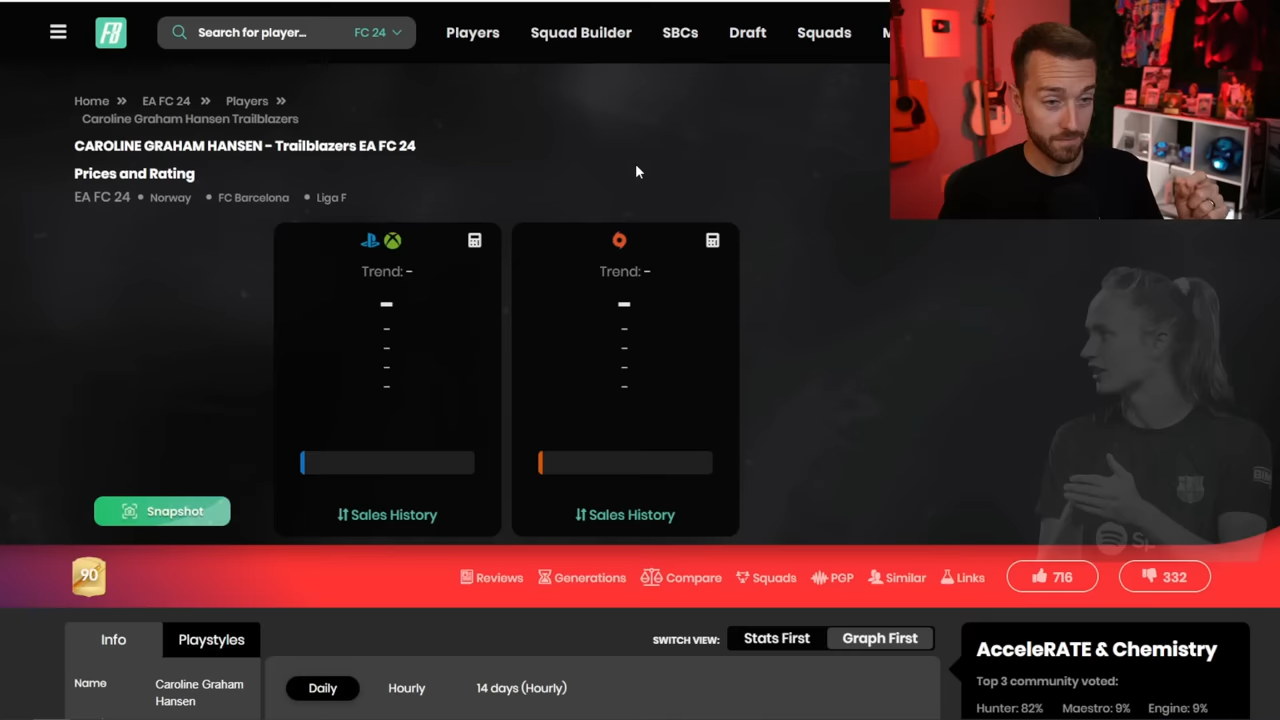 FB
Search for player...
FC 24
Players
Squad Builder
SBCs
Draft
Squads
M
Home » EA FC 24 » Players »
Caroline Graham Hansen Trailblazers
CAROLINE GRAHAM HANSEN - Trailblazers EA FC 24
Prices and Rating
EA FC 24 • Norway • FC Barcelona • Liga F
Trend: -
-
-
-
-
-
Sales History
Trend: -
-
-
-
-
-
Sales History
Snapshot
90
Reviews
Generations
Compare
Squads
PGP
Similar
Links
716
332
Info
Playstyles
SWITCH VIEW:
Stats First
Graph First
AcceleRATE & Chemistry
Name
Caroline Graham
Hansen
Daily
Hourly
14 days (Hourly)
Top 3 community voted:
Hunter: 82%
Maestro: 9%
Engine: 9%